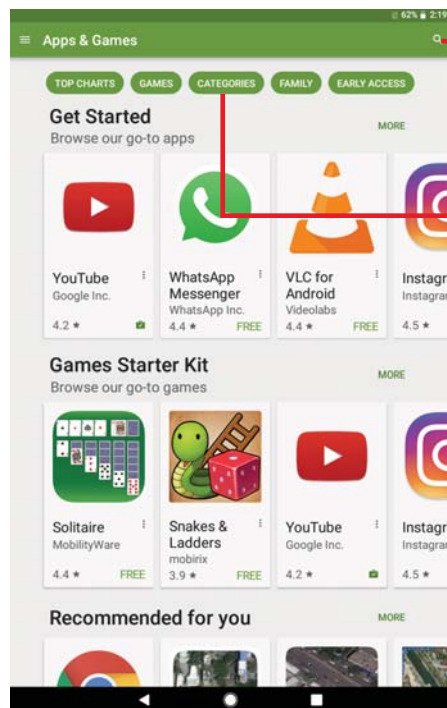 62% 2:19
Apps & Games
TOP CHARTS GAMES CATEGORIES FAMILY EARLY ACCESS
Get Started
Browse our go-to apps
MORE
YouTube
Google Inc.
4.2 ★
WhatsApp
Messenger
WhatsApp Inc.
4.4 ★ FREE
VLC for
Android
Videolabs
4.4 ★ FREE
Instagr
Instagran
4.5 ★
Games Starter Kit
Browse our go-to games
MORE
Solitaire
MobilityWare
4.4 ★ FREE
Snakes &
Ladders
mobirix
3.9 ★ FREE
YouTube
Google Inc.
4.2 ★
Instagr
Instagran
4.5 ★
Recommended for you
MORE